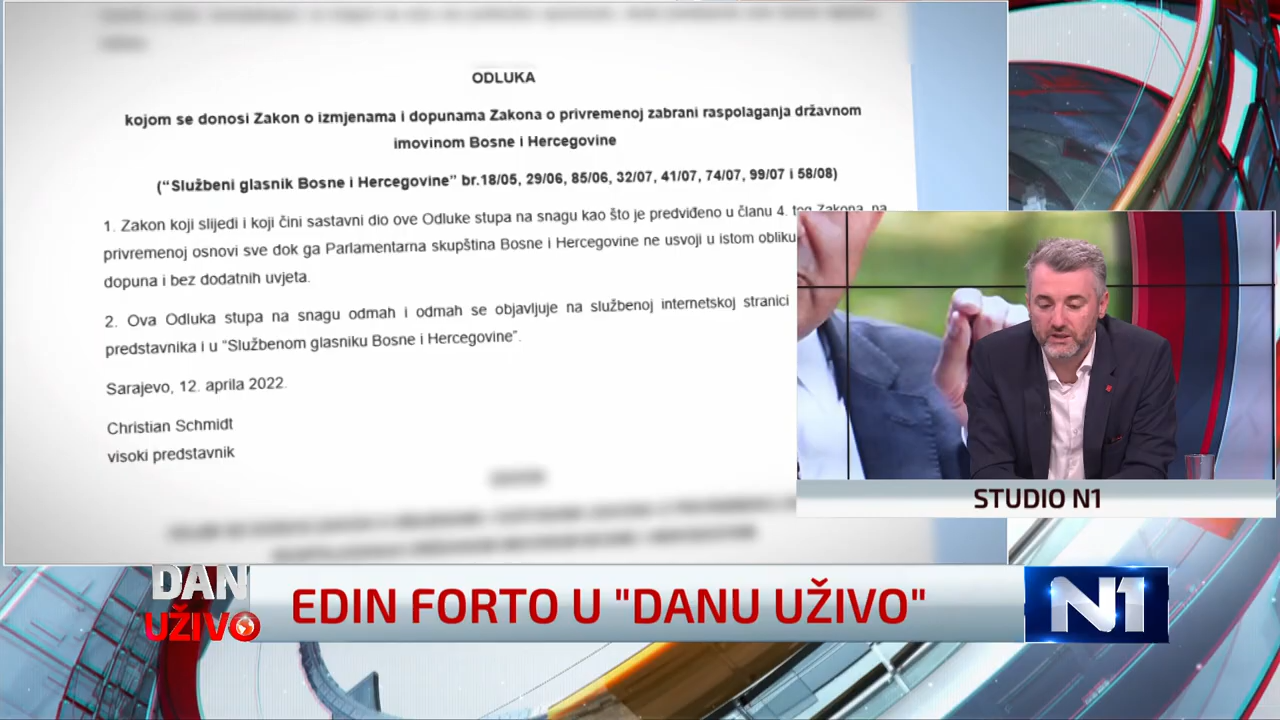 ODLUKA
kojom se donosi Zakon o izmjenama i dopunama Zakona o privremenoj zabrani raspolaganja državnom
imovinom Bosne i Hercegovine
(“Službeni glasnik Bosne i Hercegovine” br.18/05, 29/06, 85/06, 32/07, 41/07, 74/07, 99/07 i 58/08)
1. Zakon koji slijedi i koji čini sastavni dio ove Odluke stupa na snagu kao što je predviđeno u članu 4. tog Zakona, na
privremenoj osnovi sve dok ga Parlamentarna skupština Bosne i Hercegovine ne usvoji u istom obliku
dopuna i bez dodatnih uvjeta.
2. Ova Odluka stupa na snagu odmah i odmah se objavljuje na službenoj internetskoj stranici
predstavnika i u “Službenom glasniku Bosne i Hercegovine”.
Sarajevo, 12. aprila 2022.
Christian Schmidt
visoki predstavnik
STUDIO N1
DAN
UŽIVO
EDIN FORTO U "DANU UŽIVO"
N1